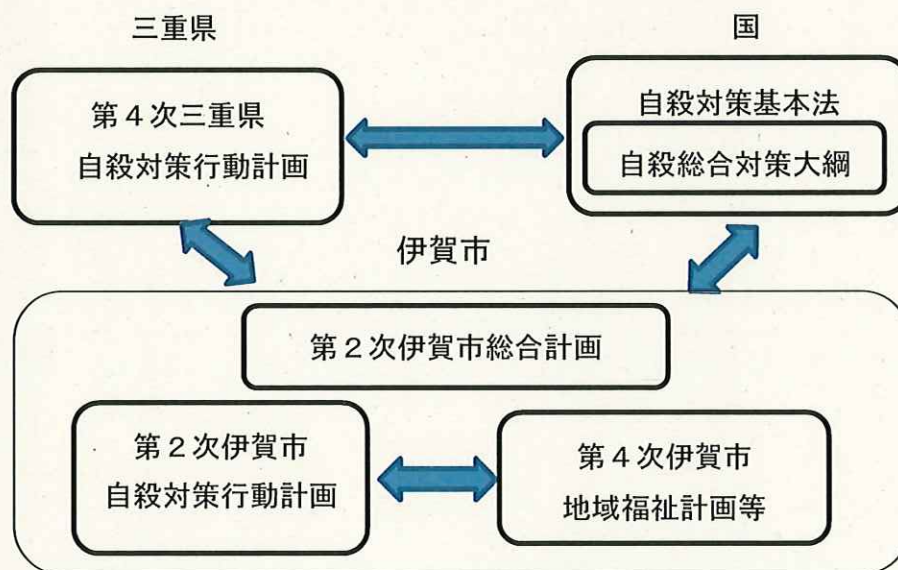 三重県
国
第４次三重県
自殺対策行動計画
自殺対策基本法
自殺総合対策大綱
伊賀市
第２次伊賀市総合計画
第２次伊賀市
自殺対策行動計画
第４次伊賀市
地域福祉計画等